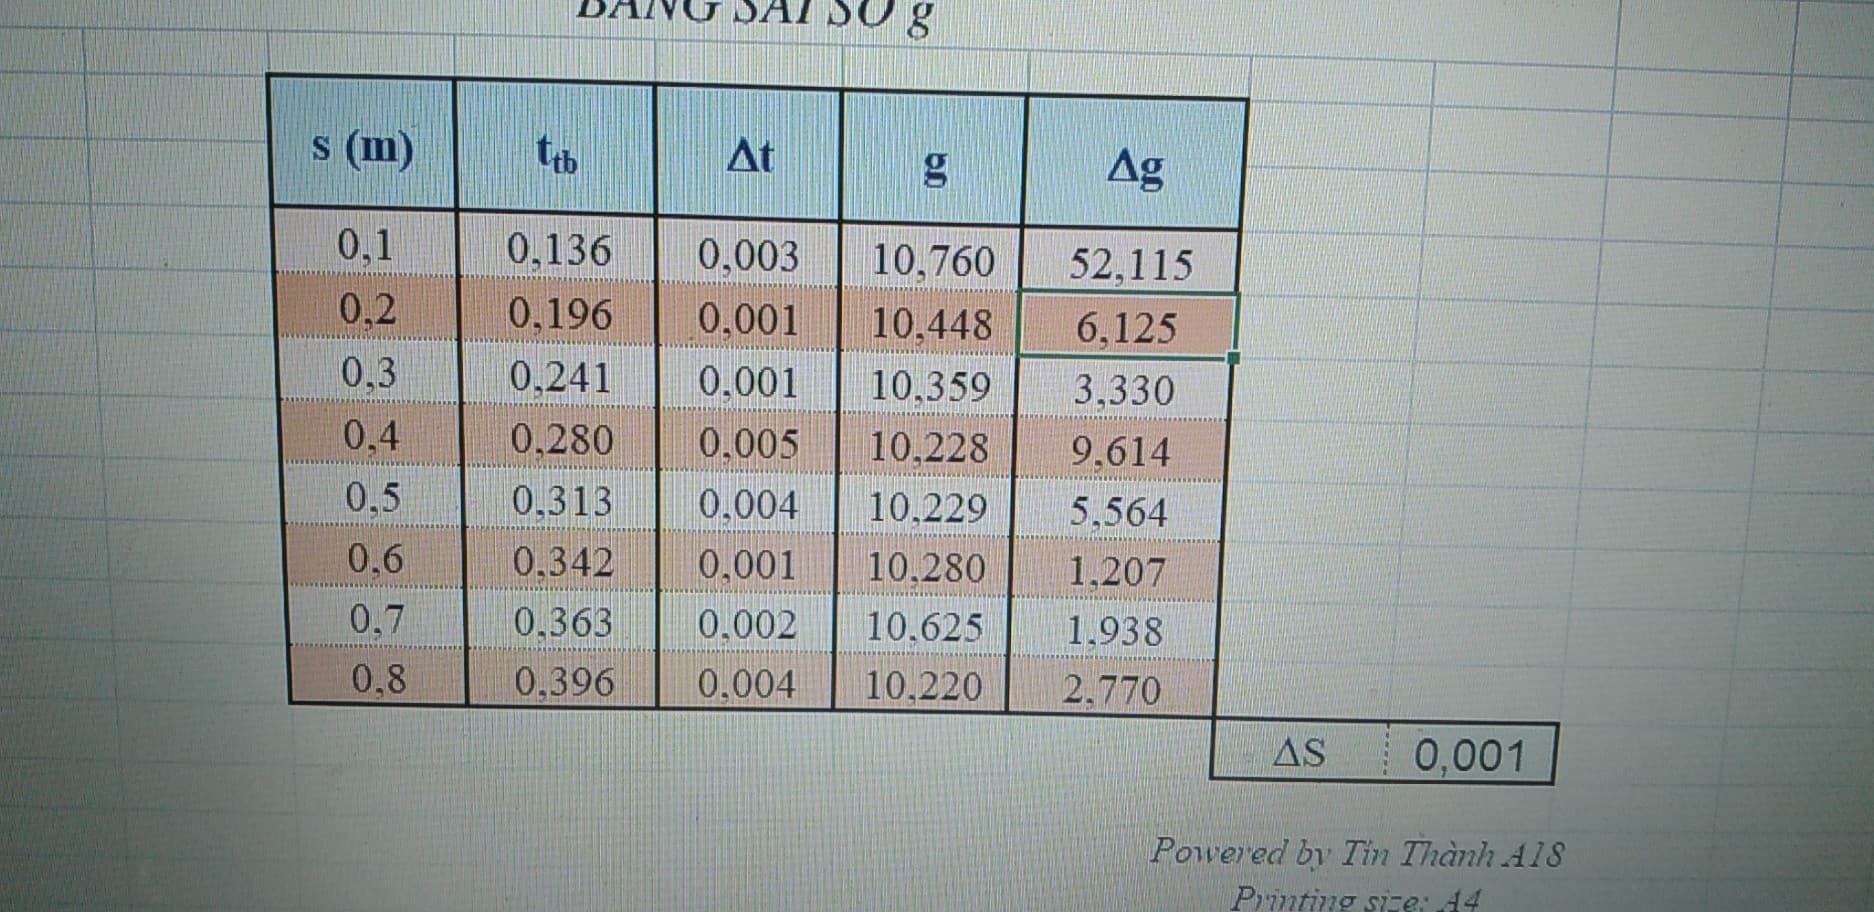 BẢNG SAI SỐ g
s (m) t_tb Δt g Δg
0,1 0,136 0,003 10,760 52,115
0,2 0,196 0,001 10,448 6,125
0,3 0,241 0,001 10,359 3,330
0,4 0,280 0,005 10,228 9,614
0,5 0,313 0,004 10,229 5,564
0,6 0,342 0,001 10,280 1,207
0,7 0,363 0,002 10,625 1,938
0,8 0,396 0,004 10,220 2,770
ΔS 0,001
Powered by Tín Thành A18
Printing size: A4